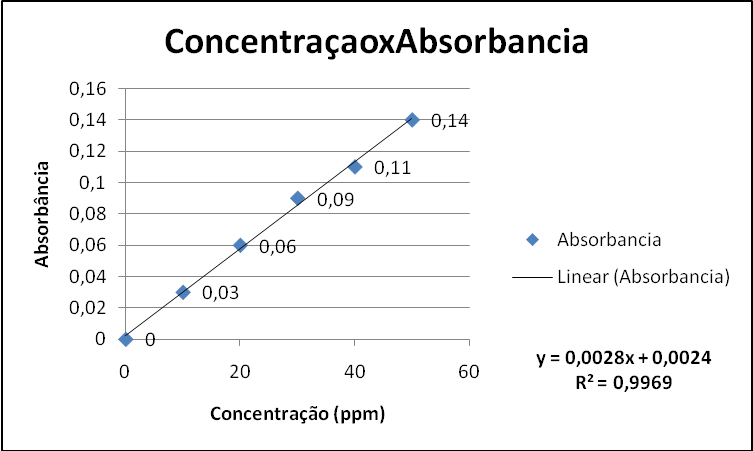 ConcentraçaoxAbsorbancia
Absorbância
0,16
0,14
0,12
0,1
0,08
0,06
0,04
0,02
0
0
0,03
0,06
0,09
0,11
0,14
0 20 40 60
Concentração (ppm)
Absorbancia
Linear (Absorbancia)
y = 0,0028x + 0,0024
R² = 0,9969